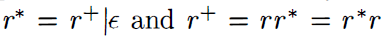 r* = r⁺|ϵ and r⁺ = rr* = r*r